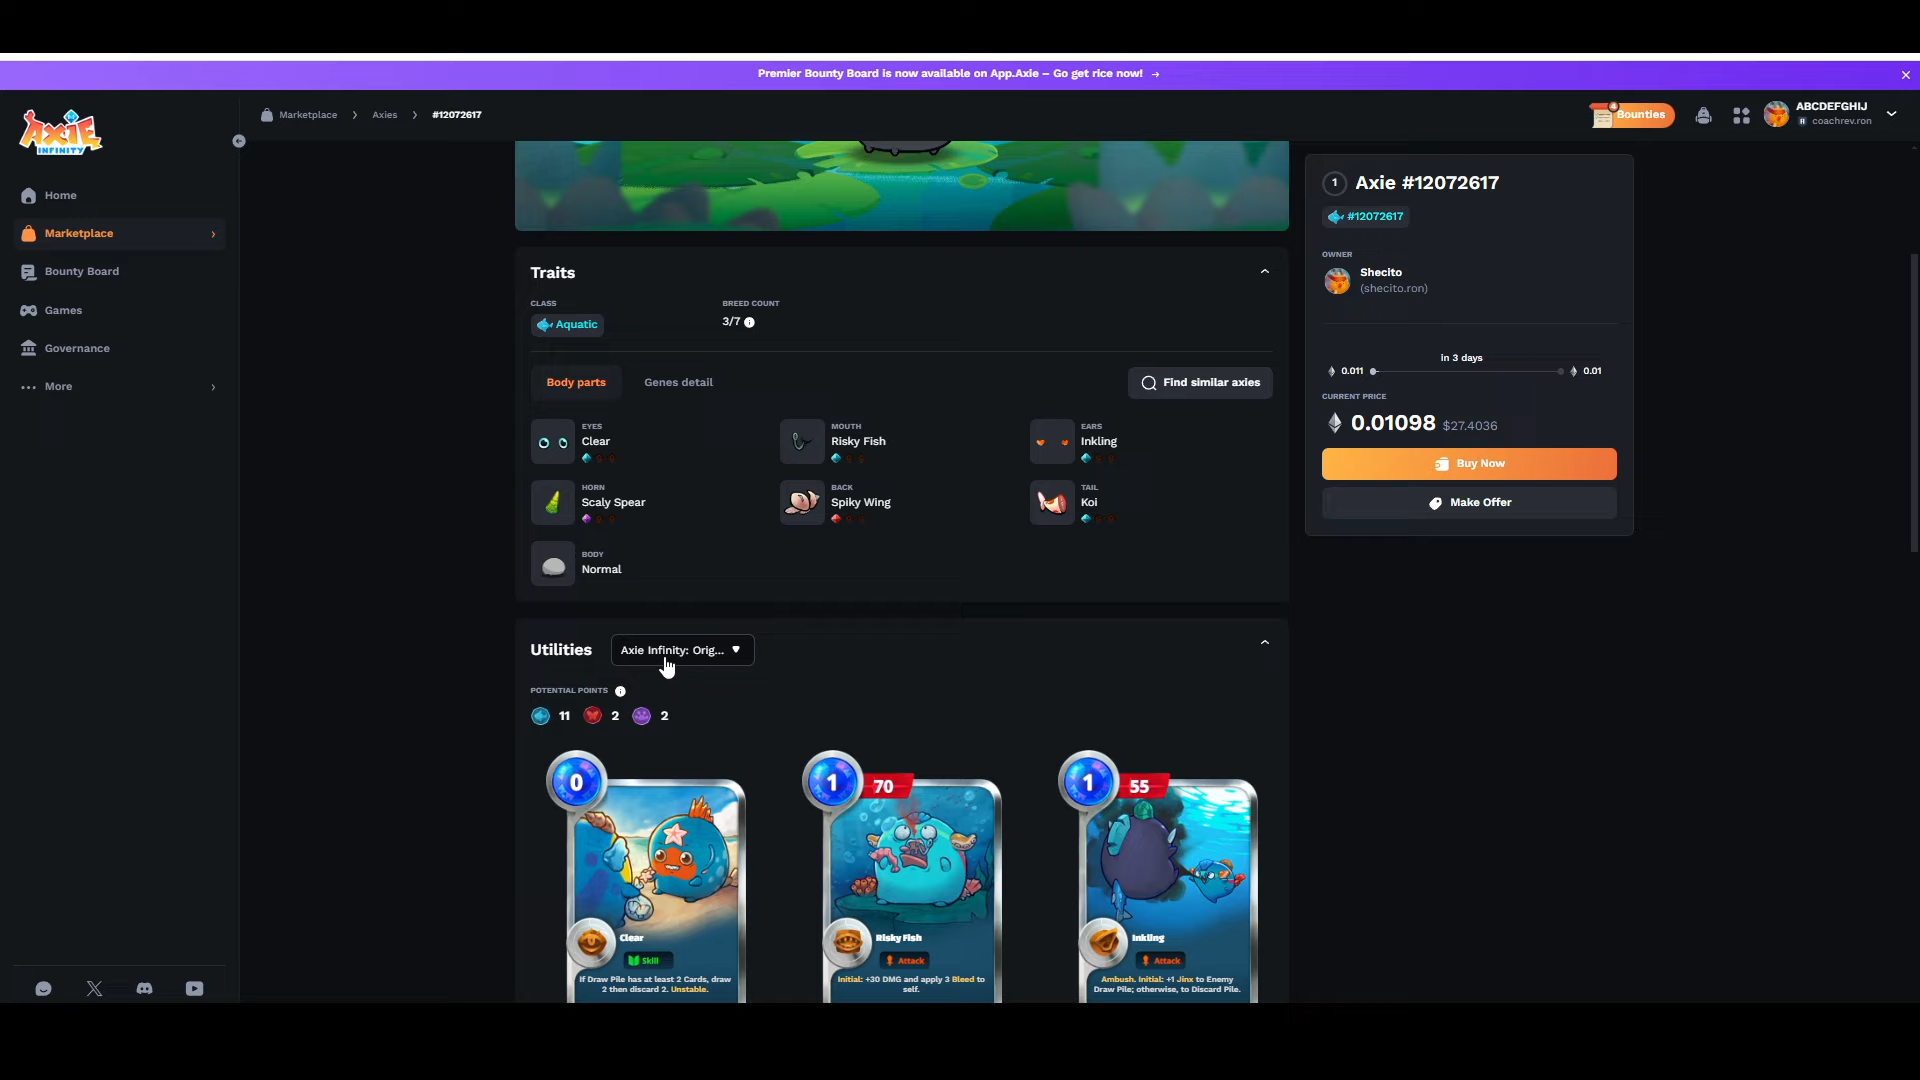 Premier Bounty Board is now available on App.Axie – Go get rice now! →
AXIE
INFINITY
Marketplace > Axies > #12072617
4
Bounties
ABCDEFGHIJ
coachrev.ron
Home
Marketplace
Bounty Board
Games
Governance
More
Traits
CLASS
Aquatic
BREED COUNT
3/7
Body parts
Genes detail
Find similar axies
EYES
Clear
MOUTH
Risky Fish
EARS
Inkling
HORN
Scaly Spear
BACK
Spiky Wing
TAIL
Koi
BODY
Normal
1 Axie #12072617
#12072617
OWNER
Shecito
(shecito.ron)
In 3 days
0.011
0.01
CURRENT PRICE
0.01098 $27.4036
Buy Now
Make Offer
Utilities
Axie Infinity: Orig...
POTENTIAL POINTS
11 2 2
0
Clear
Skill
If Draw Pile has at least 2 Cards, draw
2 then discard 2. Unstable.
1 70
Risky Fish
Attack
Initial: +30 DMG and apply 3 Bleed to
self.
1 55
Inkling
Attack
Ambush. Initial: +1 Jinx to Enemy
Draw Pile; otherwise, to Discard Pile.